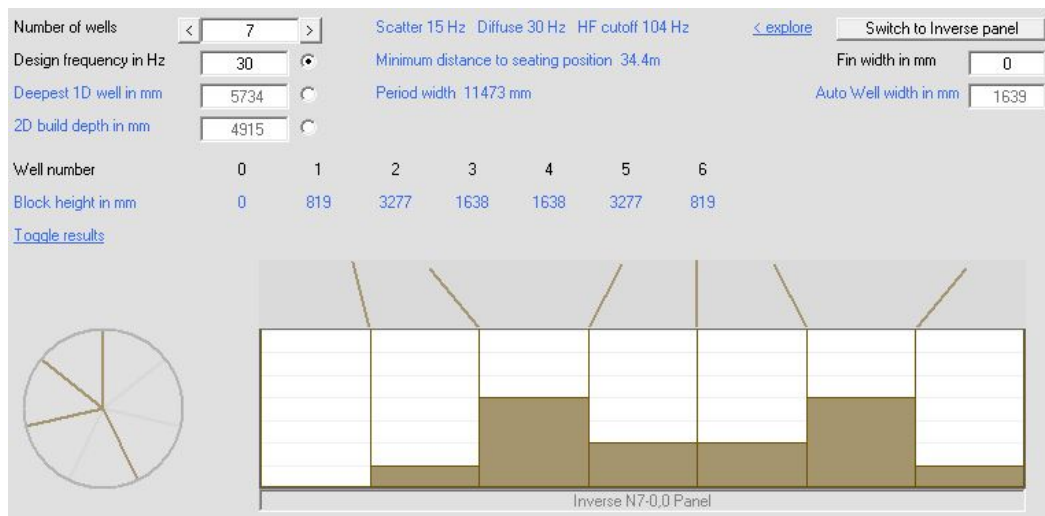 Number of wells < 7 > Scatter 15 Hz Diffuse 30 Hz HF cutoff 104 Hz < explore Switch to Inverse panel
Design frequency in Hz 30 Minimum distance to seating position 34.4m Fin width in mm 0
Deepest 1D well in mm 5734 Period width 11473 mm Auto Well width in mm 1639
2D build depth in mm 4915
Well number 0 1 2 3 4 5 6
Block height in mm 0 819 3277 1638 1638 3277 819
Toggle results
Inverse N7-0,0 Panel